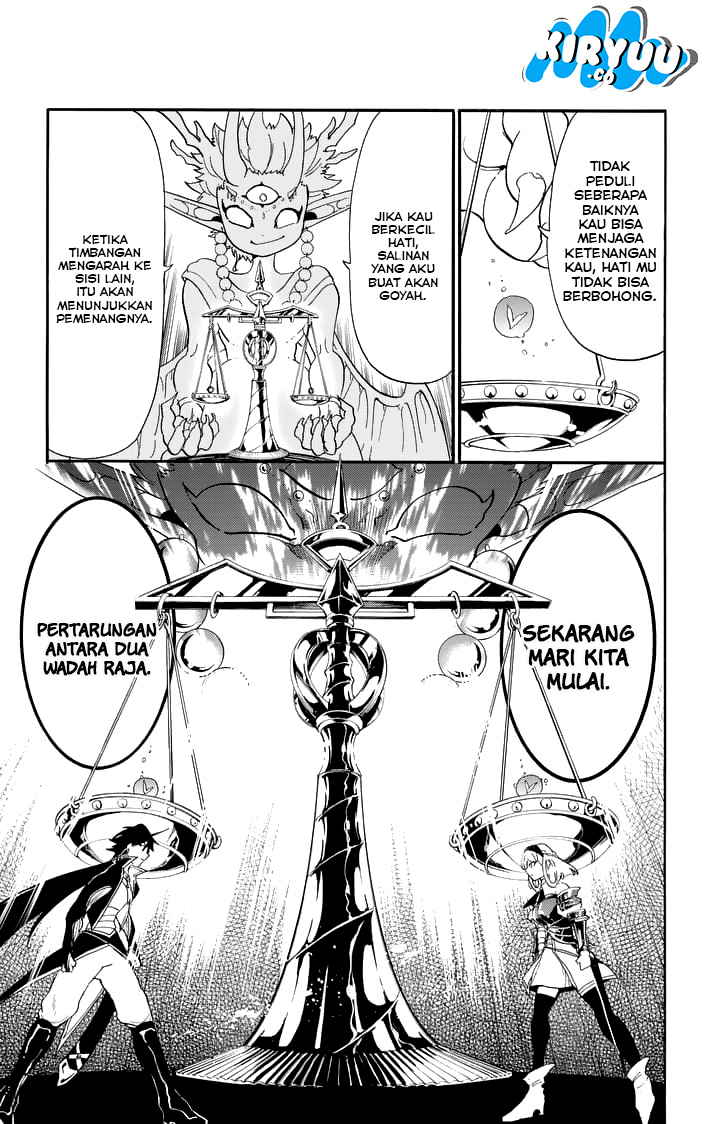 KIRYUU
.CO
TIDAK
PEDULI
SEBERAPA
BAIKNYA
KAU BISA
MENJAGA
KETENANGAN
KAU, HATI MU
TIDAK BISA
BERBOHONG.
JIKA KAU
BERKECIL
HATI,
SALINAN
YANG AKU
BUAT AKAN
GOYAH.
KETIKA
TIMBANGAN
MENGARAH KE
SISI LAIN,
ITU AKAN
MENUNJUKKAN
PEMENANGNYA.
SEKARANG
MARI KITA
MULAI.
PERTARUNGAN
ANTARA DUA
WADAH RAJA.